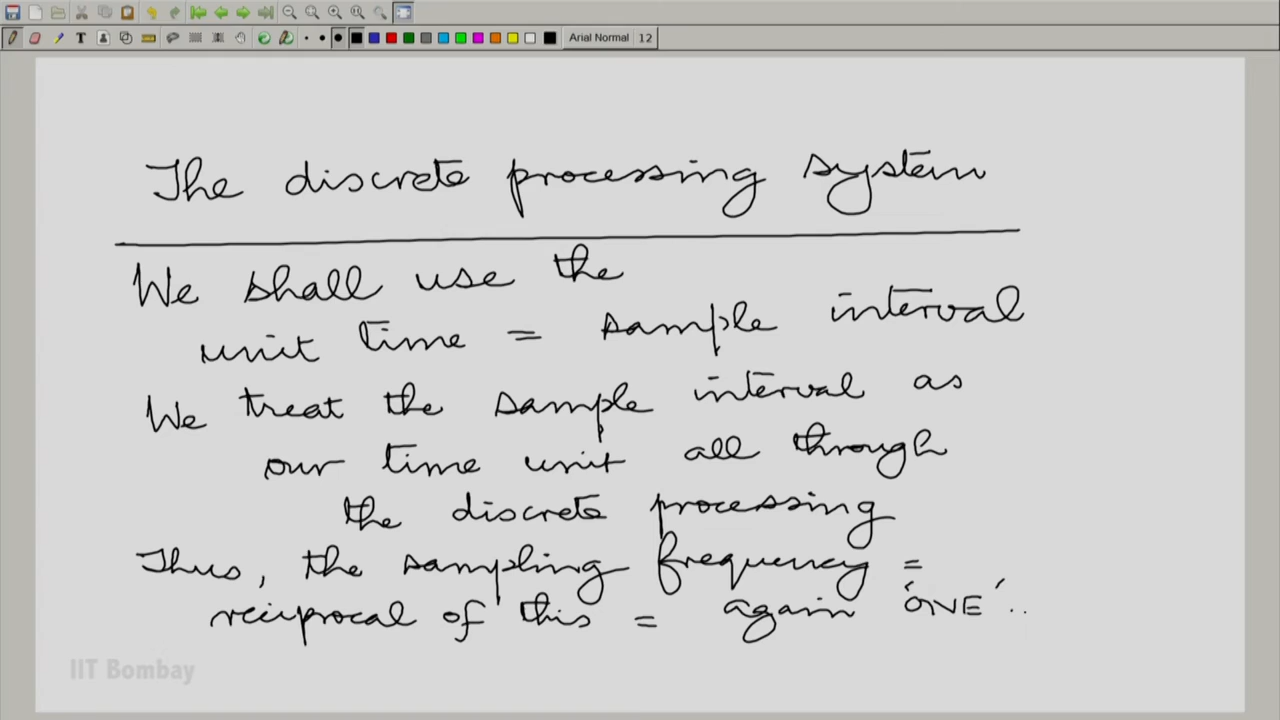 T
Arial Normal 12
The discrete processing system
We shall use the
unit time = sample interval
We treat the sample interval as
our time unit all through
the discrete processing
Thus, the sampling frequency =
reciprocal of this = again 'ONE'..
IIT Bombay